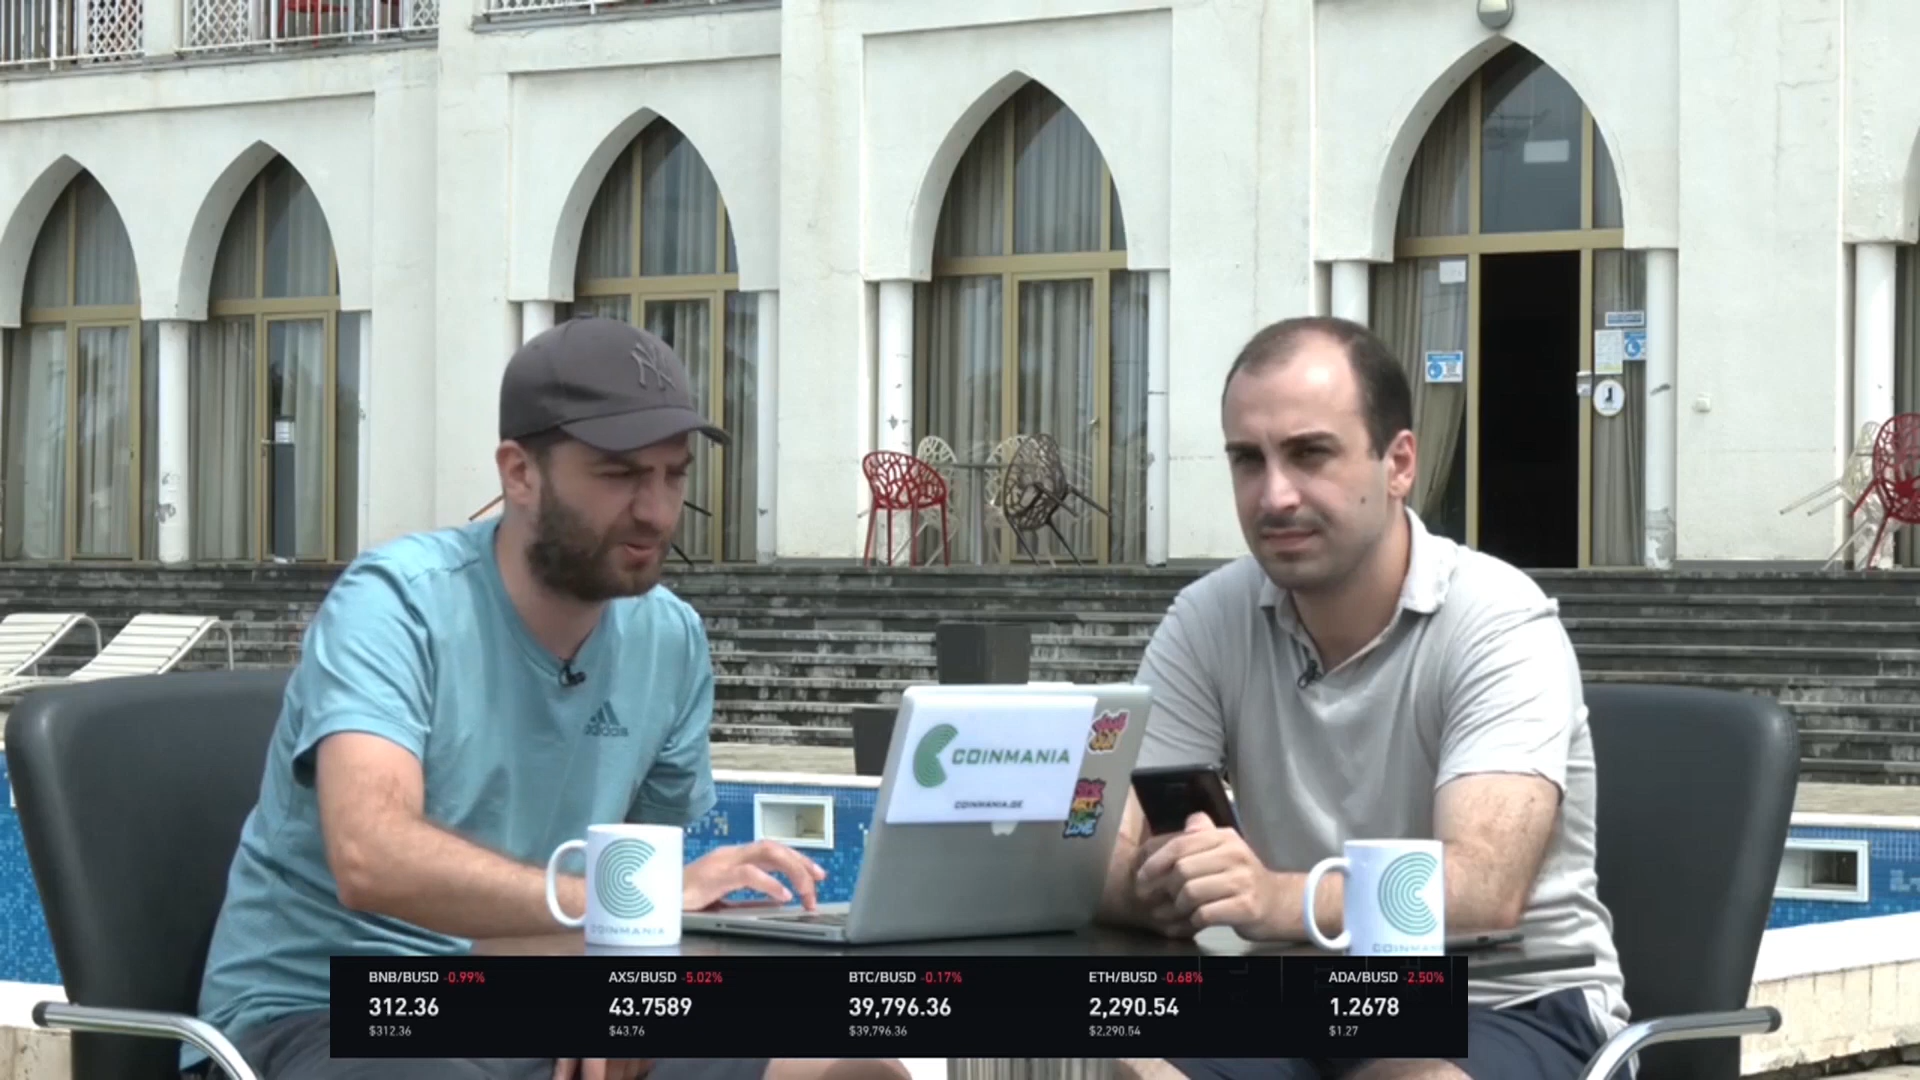 NY
adidas
COINMANIA
COINMANIA.GE
COINMANIA
COINMANIA
BNB/BUSD -0.99%
312.36
$312.36
AXS/BUSD -5.02%
43.7589
$43.76
BTC/BUSD -0.17%
39,796.36
$39,796.36
ETH/BUSD -0.68%
2,290.54
$2,290.54
ADA/BUSD -2.50%
1.2678
$1.27